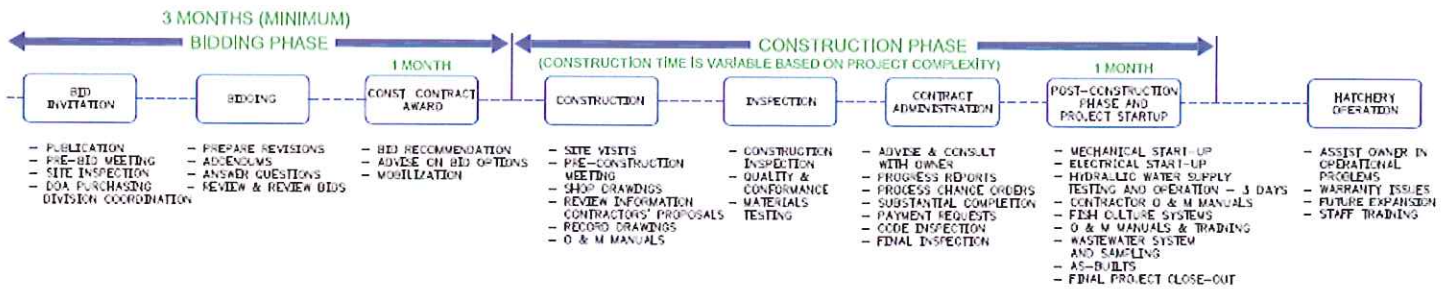 3 MONTHS (MINIMUM)
BIDDING PHASE
CONSTRUCTION PHASE
(CONSTRUCTION TIME IS VARIABLE BASED ON PROJECT COMPLEXITY)
1 MONTH
1 MONTH
BID
INVITATION
- PUBLICATION
- PRE-BID MEETING
- SITE INSPECTION
- DOA PURCHASING
DIVISION COORDINATION
BIDDING
- PREPARE REVISIONS
- ADDENDUMS
- ANSWER QUESTIONS
- REVIEW & REVIEW BIDS
CONST CONTRACT
AWARD
- BID RECOMMENDATION
- ADVISE ON BID OPTIONS
- MOBILIZATION
CONSTRUCTION
- SITE VISITS
- PRE-CONSTRUCTION
MEETING
- SHOP DRAWINGS
- REVIEW INFORMATION
CONTRACTORS' PROPOSALS
- RECORD DRAWINGS
- O & M MANUALS
INSPECTION
- CONSTRUCTION
INSPECTION
- QUALITY &
CONFORMANCE
- MATERIALS
TESTING
CONTRACT
ADMINISTRATION
- ADVISE & CONSULT
WITH OWNER
- PROGRESS REPORTS
- PROCESS CHANGE ORDERS
- SUBSTANTIAL COMPLETION
- PAYMENT REQUESTS
- CODE INSPECTION
- FINAL INSPECTION
POST-CONSTRUCTION
PHASE AND
PROJECT STARTUP
- MECHANICAL START-UP
- ELECTRICAL START-UP
- HYDRAULIC WATER SUPPLY
TESTING AND OPERATION - 3 DAYS
- CONTRACTOR O & M MANUALS
- FISH CULTURE SYSTEMS
- O & M MANUALS & TRAINING
- WASTEWATER SYSTEM
AND SAMPLING
- AS-BUILTS
- FINAL PROJECT CLOSE-OUT
HATCHERY
OPERATION
- ASSIST OWNER IN
OPERATIONAL
PROBLEMS
- WARRANTY ISSUES
- FUTURE EXPANSION
- STAFF TRAINING